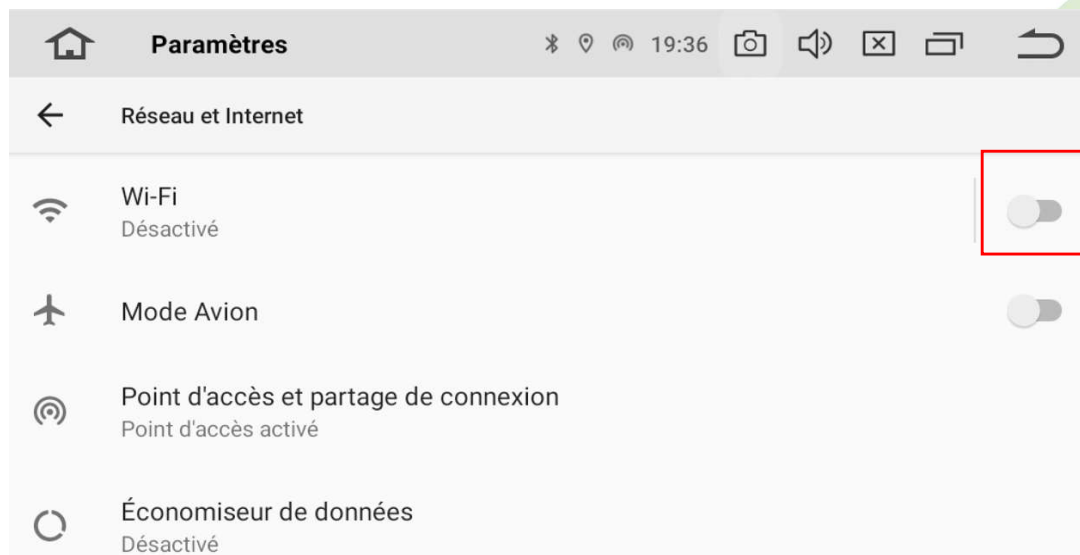 Paramètres
19:36
Réseau et Internet
Wi-Fi
Désactivé
Mode Avion
Point d'accès et partage de connexion
Point d'accès activé
Économiseur de données
Désactivé